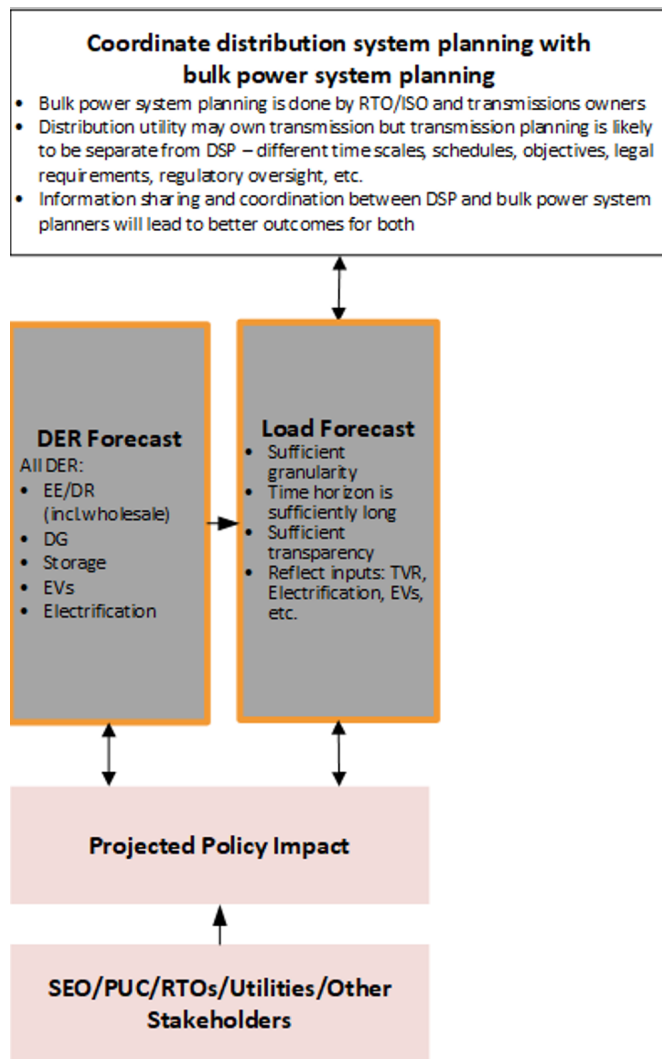 Coordinate distribution system planning with
bulk power system planning
• Bulk power system planning is done by RTO/ISO and transmissions owners
• Distribution utility may own transmission but transmission planning is likely
to be separate from DSP – different time scales, schedules, objectives, legal
requirements, regulatory oversight, etc.
• Information sharing and coordination between DSP and bulk power system
planners will lead to better outcomes for both
DER Forecast
All DER:
• EE/DR
(incl.wholesale)
• DG
• Storage
• EVs
• Electrification
Load Forecast
• Sufficient
granularity
• Time horizon is
sufficiently long
• Sufficient
transparency
• Reflect inputs: TVR,
Electrification, EVs,
etc.
Projected Policy Impact
SEO/PUC/RTOs/Utilities/Other
Stakeholders